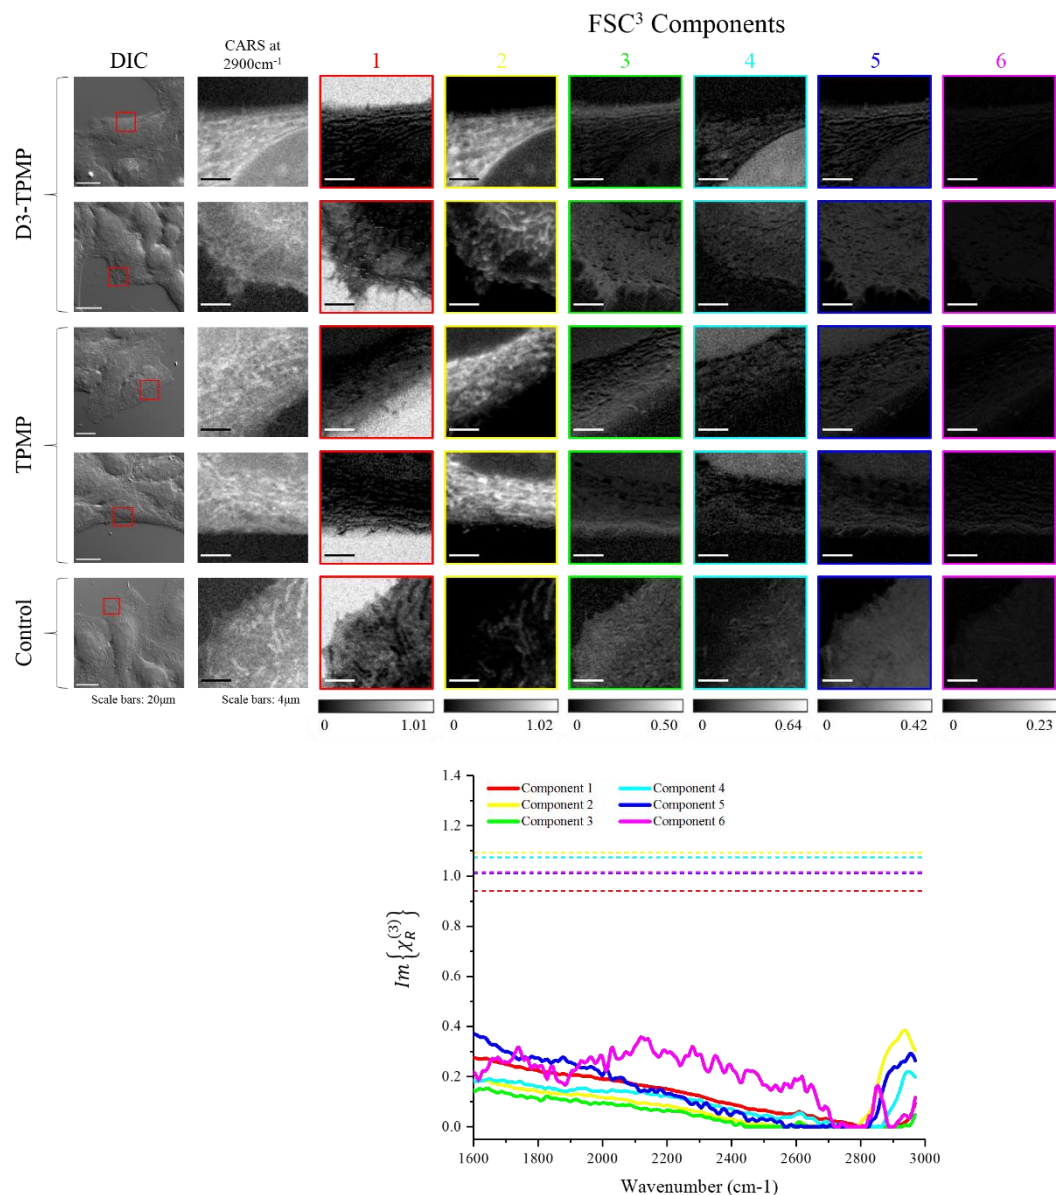 FSC³ Components
DIC
CARS at
2900cm⁻¹
1
2
3
4
5
6
D3-TPMP
TPMP
Control
Scale bars: 20μm
Scale bars: 4μm
0 1.01
0 1.02
0 0.50
0 0.64
0 0.42
0 0.23
1.4
1.2
1.0
0.8
0.6
0.4
0.2
0.0
Im{χ_R^(3)}
Component 1
Component 2
Component 3
Component 4
Component 5
Component 6
1600 1800 2000 2200 2400 2600 2800 3000
Wavenumber (cm-1)